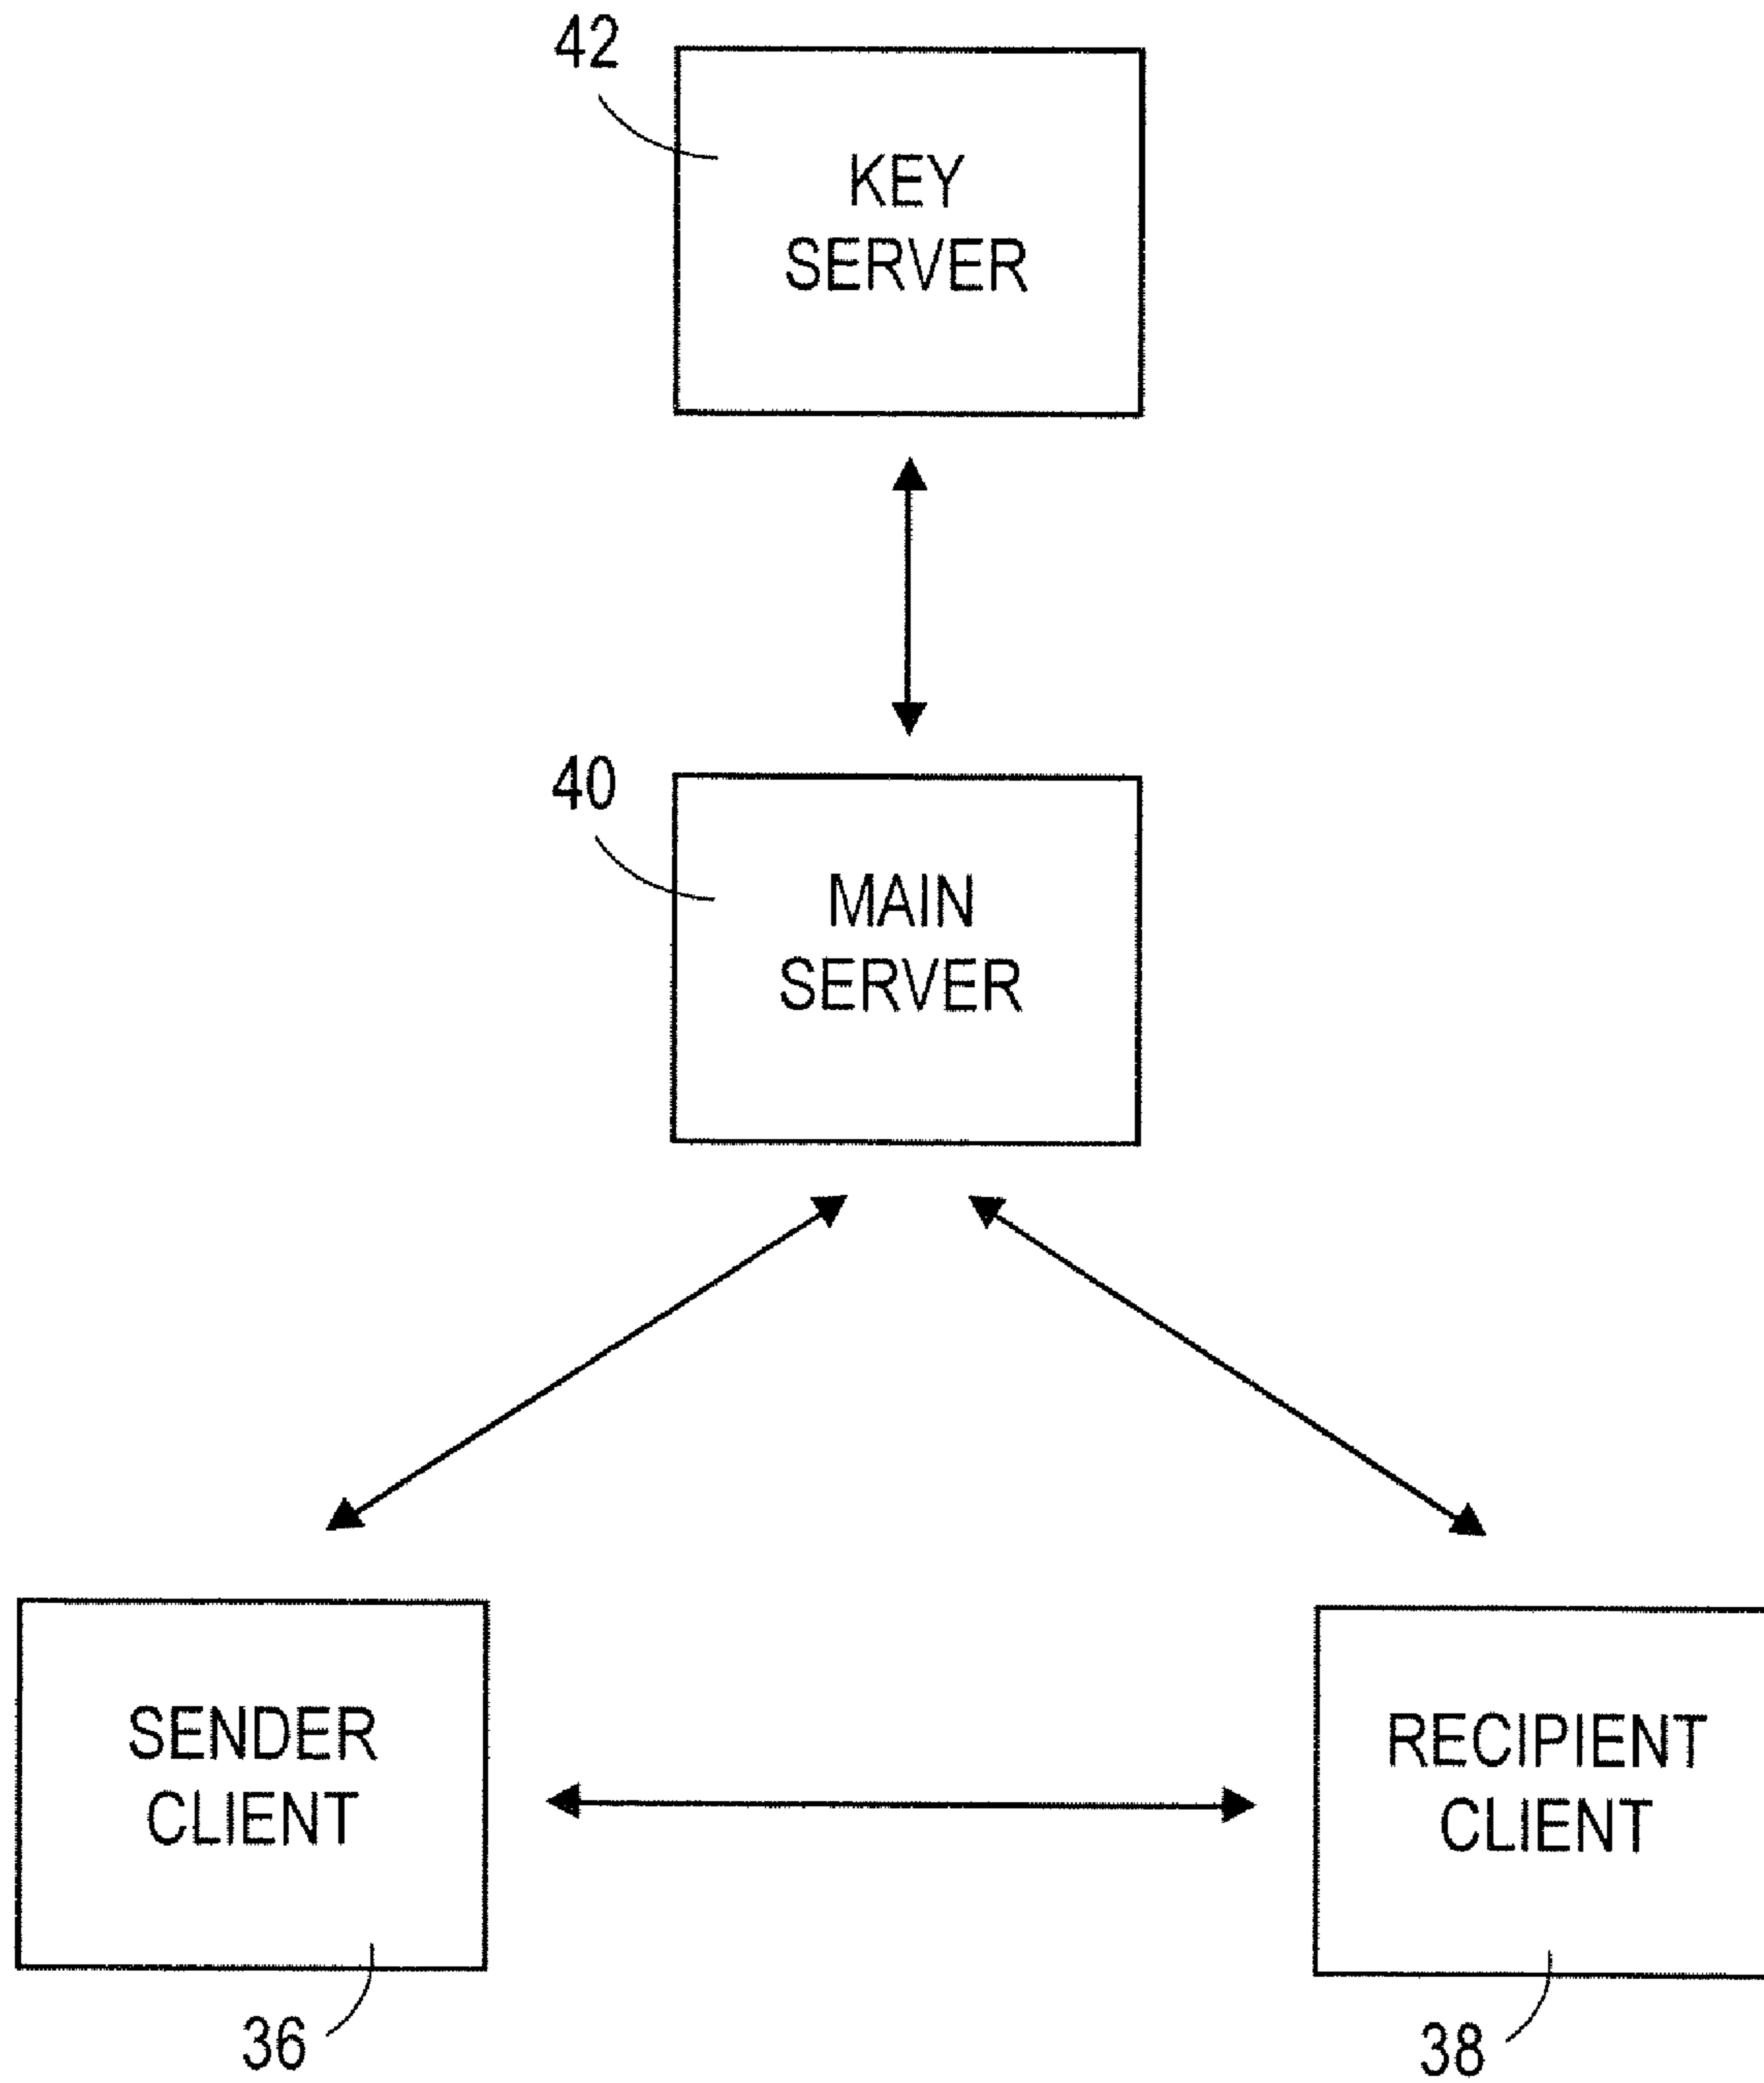 42
KEY
SERVER
40
MAIN
SERVER
SENDER
CLIENT
RECIPIENT
CLIENT
36
38